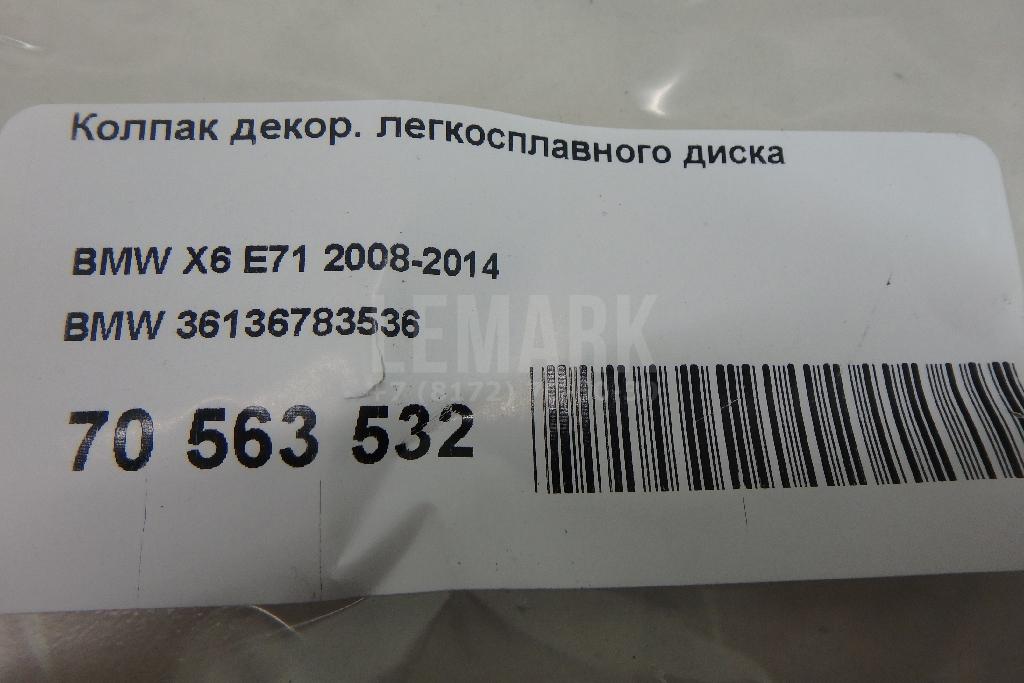 Колпак декор. легкосплавного диска
BMW X6 E71 2008-2014
BMW 36136783536
LEMARK
70 563 532